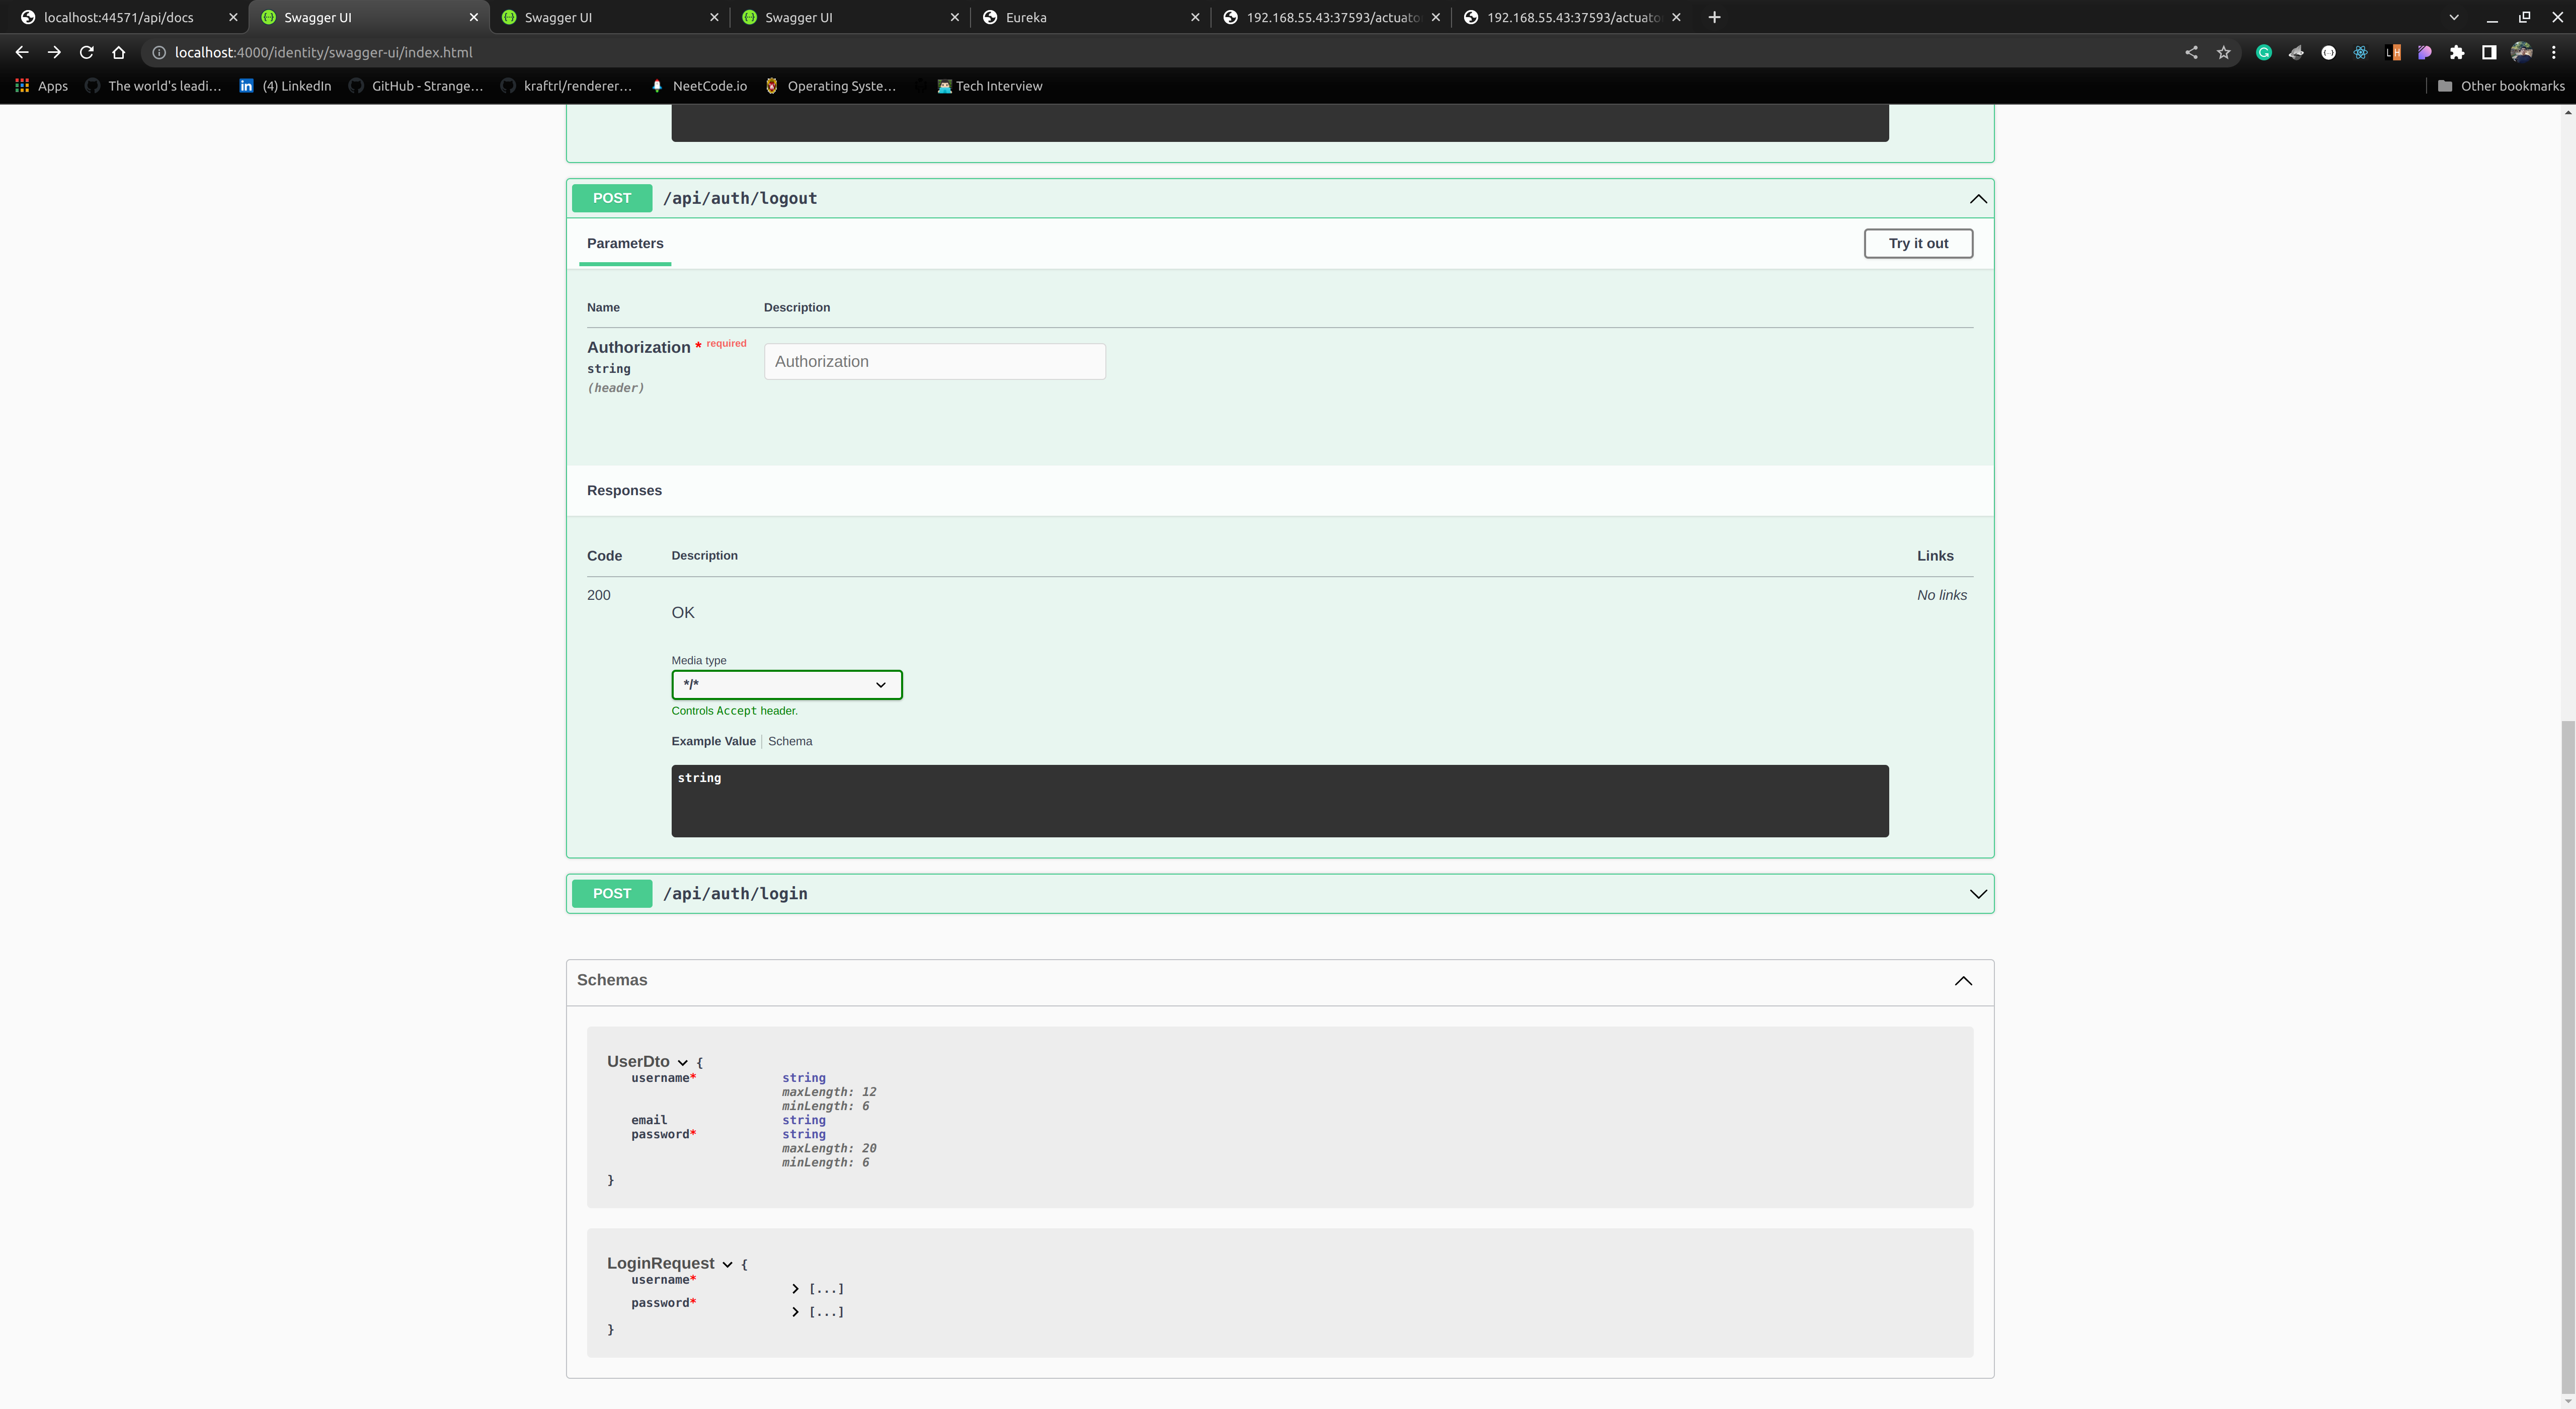 localhost:44571/api/docs
Swagger UI
Swagger UI
Swagger UI
Eureka
192.168.55.43:37593/actuato
192.168.55.43:37593/actuato
localhost:4000/identity/swagger-ui/index.html
Apps
The world's leadi...
(4) LinkedIn
GitHub - Strange...
kraftrl/renderer...
NeetCode.io
Operating Syste...
Tech Interview
Other bookmarks
POST /api/auth/logout
Parameters
Try it out
Name Description
Authorization * required
string
(header)
Authorization
Responses
Code Description Links
200
OK
No links
Media type
*/*
Controls Accept header.
Example Value Schema
string
POST /api/auth/login
Schemas
UserDto {
username* string
maxLength: 12
minLength: 6
email string
password* string
maxLength: 20
minLength: 6
}
LoginRequest {
username*
[...]
password*
[...]
}